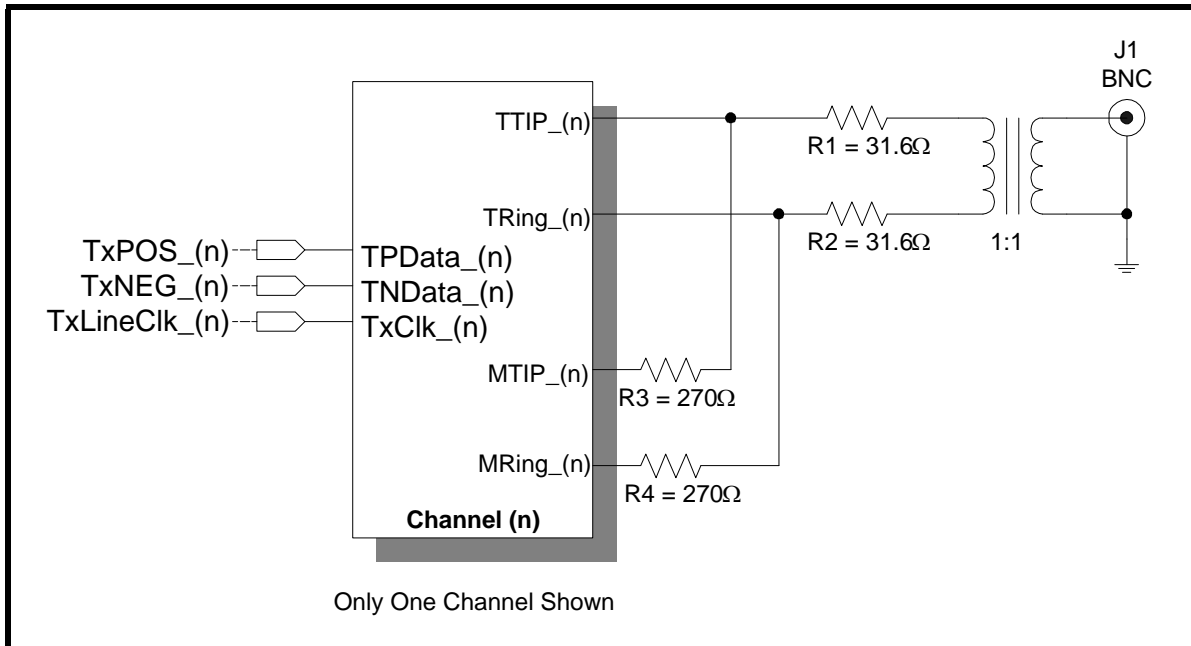 J1
BNC
TTIP_(n)
R1 = 31.6Ω
TRing_(n)
R2 = 31.6Ω
1:1
TxPOS_(n)
TPData_(n)
TxNEG_(n)
TNData_(n)
TxLineClk_(n)
TxClk_(n)
MTIP_(n)
R3 = 270Ω
MRing_(n)
R4 = 270Ω
Channel (n)
Only One Channel Shown